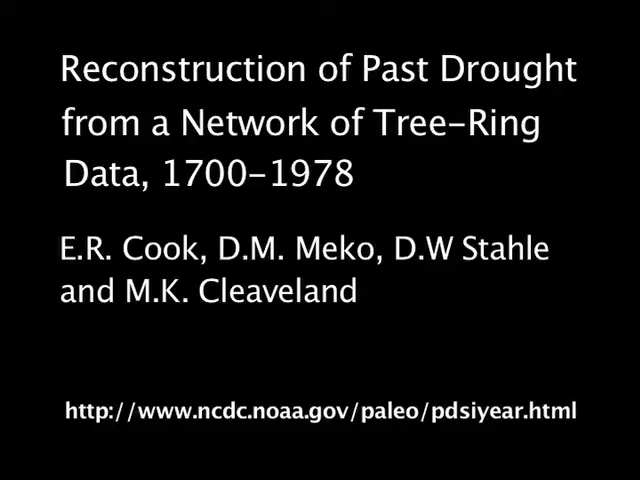 Reconstruction of Past Drought
from a Network of Tree-Ring
Data, 1700-1978
E.R. Cook, D.M. Meko, D.W Stahle
and M.K. Cleaveland
http://www.ncdc.noaa.gov/paleo/pdsiyear.html